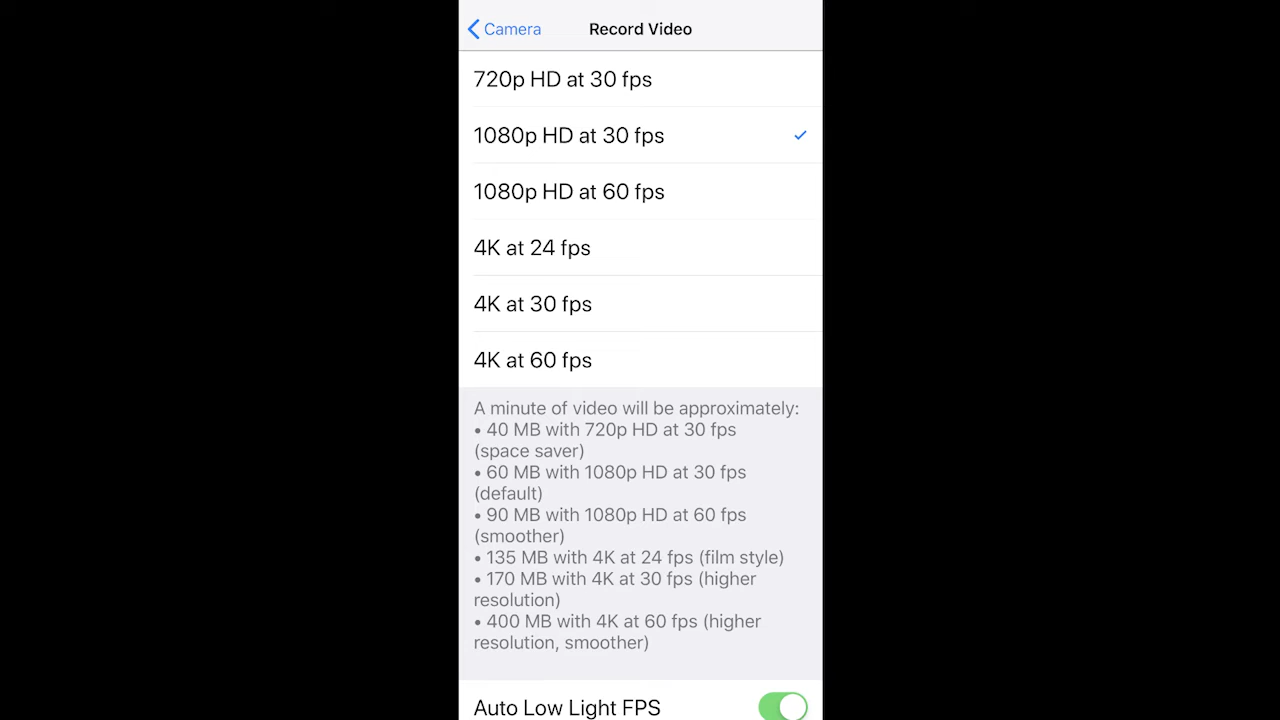 Camera
Record Video
720p HD at 30 fps
1080p HD at 30 fps
1080p HD at 60 fps
4K at 24 fps
4K at 30 fps
4K at 60 fps
A minute of video will be approximately:
• 40 MB with 720p HD at 30 fps
(space saver)
• 60 MB with 1080p HD at 30 fps
(default)
• 90 MB with 1080p HD at 60 fps
(smoother)
• 135 MB with 4K at 24 fps (film style)
• 170 MB with 4K at 30 fps (higher
resolution)
• 400 MB with 4K at 60 fps (higher
resolution, smoother)
Auto Low Light FPS